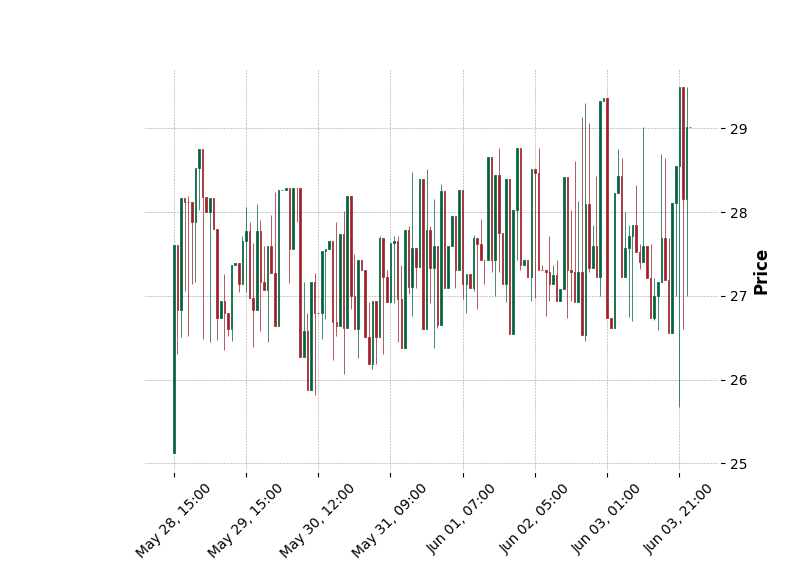 29
28
27
26
25
Price
May 28, 15:00
May 29, 15:00
May 30, 12:00
May 31, 09:00
Jun 01, 07:00
Jun 02, 05:00
Jun 03, 01:00
Jun 03, 21:00